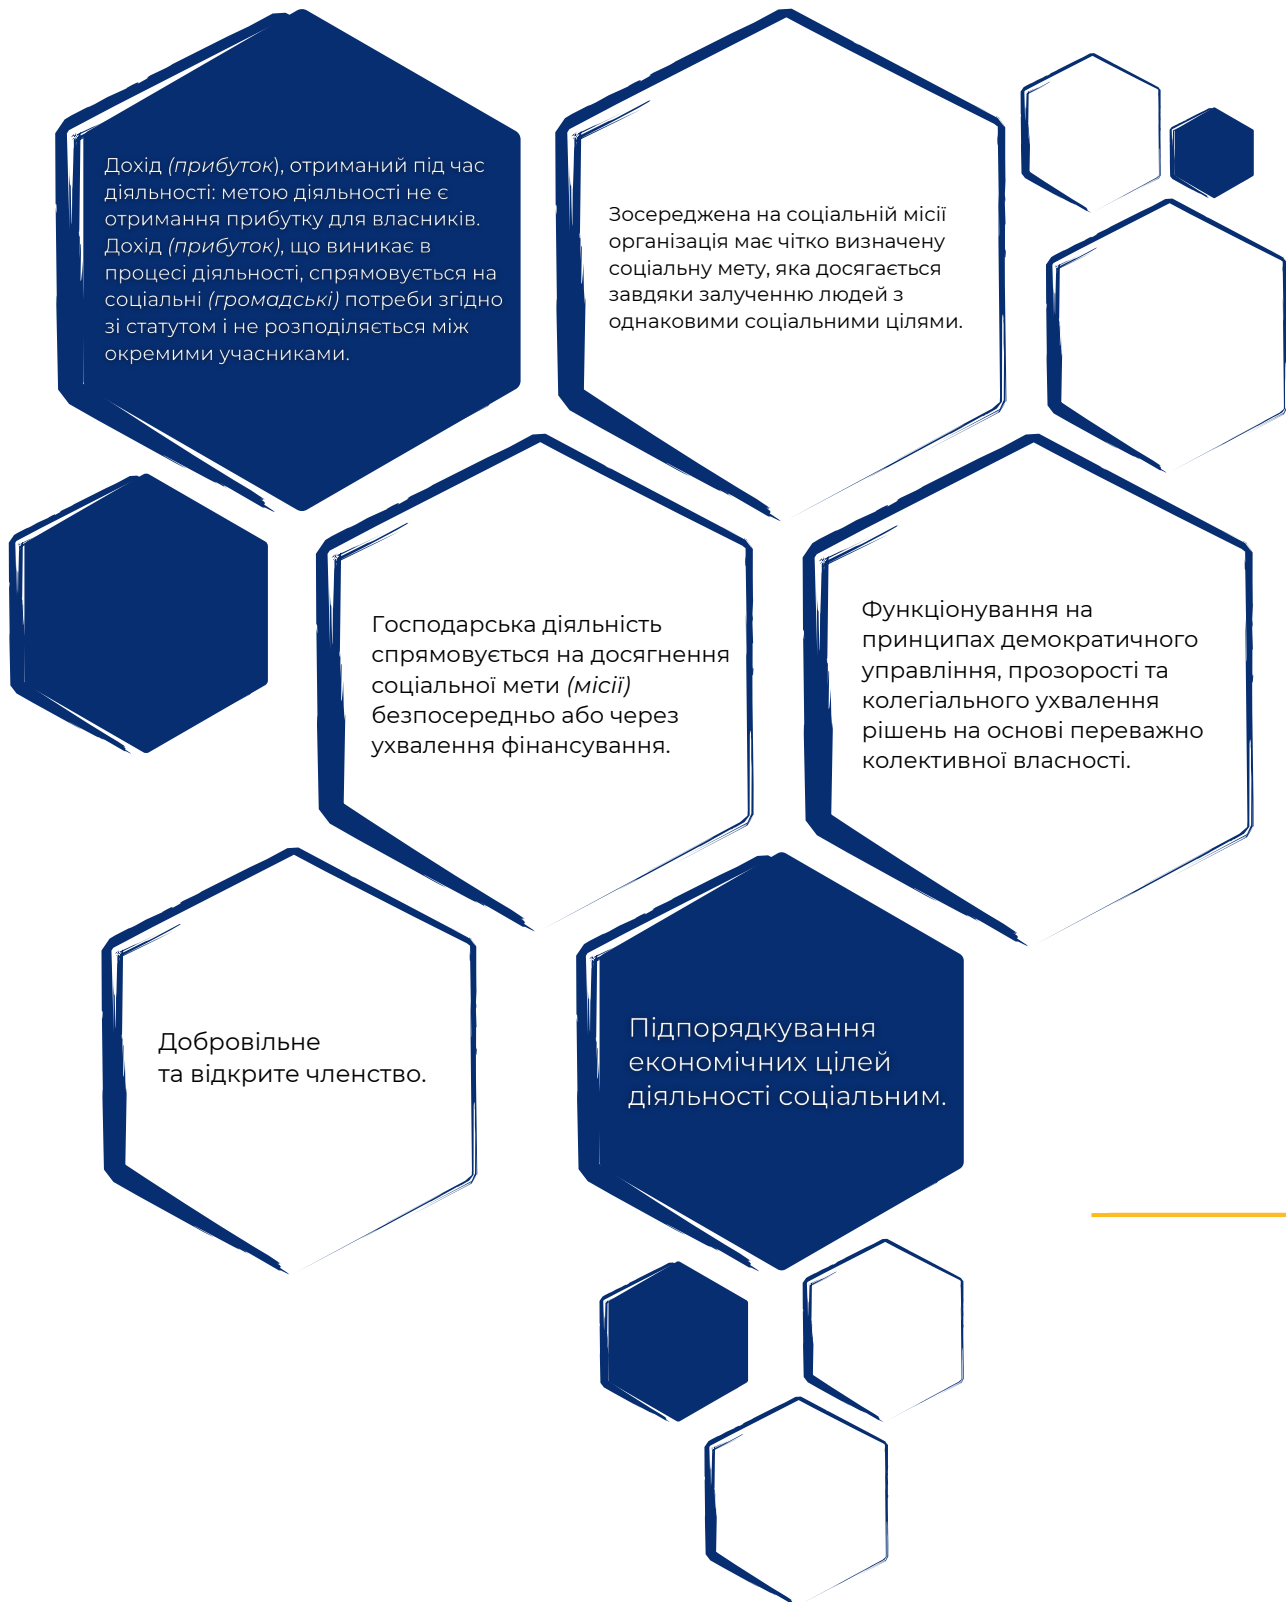 Дохід (прибуток), отриманий під час
діяльності: метою діяльності не є
отримання прибутку для власників.
Дохід (прибуток), що виникає в
процесі діяльності, спрямовується на
соціальні (громадські) потреби згідно
зі статутом і не розподіляється між
окремими учасниками.
Зосереджена на соціальній місії
організація має чітко визначену
соціальну мету, яка досягається
завдяки залученню людей з
однаковими соціальними цілями.
Господарська діяльність
спрямовується на досягнення
соціальної мети (місії)
безпосередньо або через
ухвалення фінансування.
Функціонування на
принципах демократичного
управління, прозорості та
колегіального ухвалення
рішень на основі переважно
колективної власності.
Добровільне
та відкрите членство.
Підпорядкування
економічних цілей
діяльності соціальним.